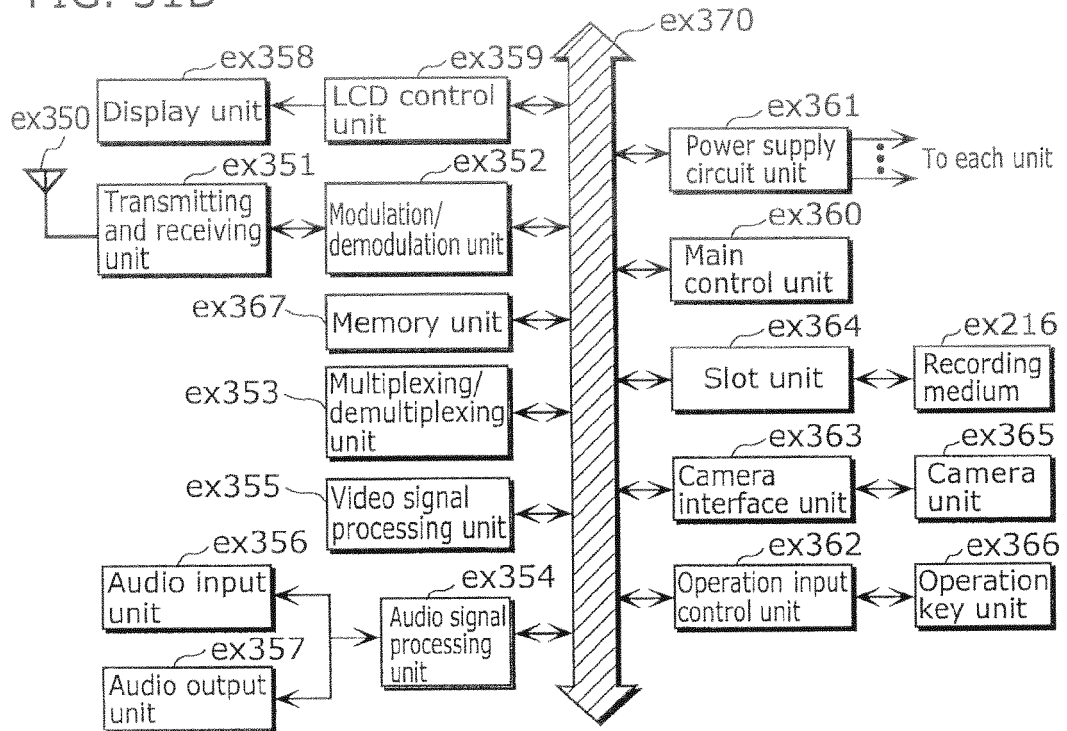 FIG. 31B
ex370
ex358
ex359
Display unit
LCD control
unit
ex350
ex361
Power supply
circuit unit
To each unit
ex351
ex352
Transmitting
and receiving
unit
Modulation/
demodulation unit
ex360
Main
control unit
ex367
Memory unit
ex364
ex216
Slot unit
Recording
medium
ex353
Multiplexing/
demultiplexing
unit
ex363
ex365
Camera
interface unit
Camera
unit
ex355
Video signal
processing unit
ex356
Audio input
unit
ex354
Audio signal
processing
unit
ex362
ex366
Operation input
control unit
Operation
key unit
ex357
Audio output
unit